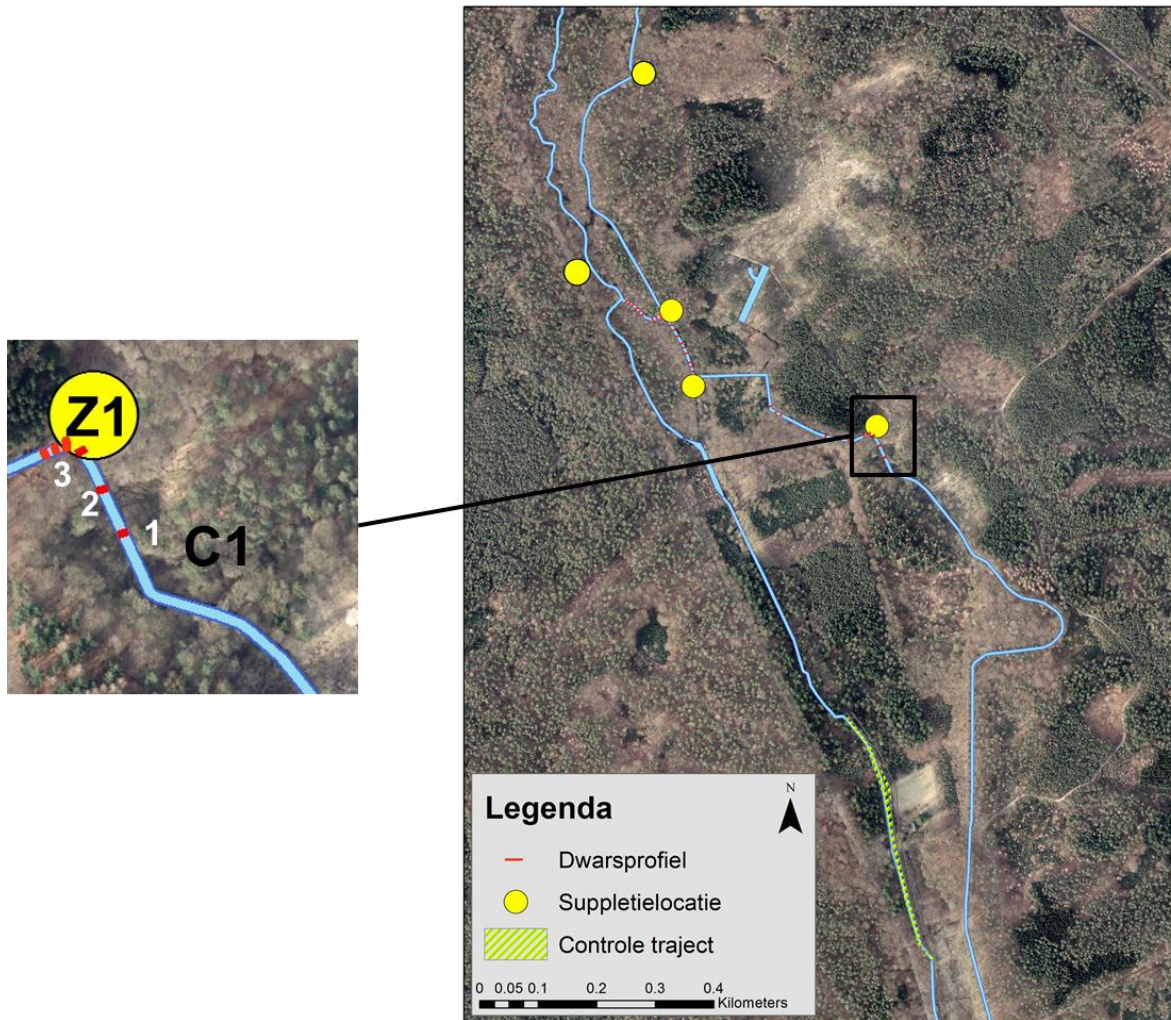 Z1
3
2
1
C1
Legenda
N
Dwarsprofiel
Suppletielocatie
Controle traject
0 0.05 0.1 0.2 0.3 0.4
Kilometers